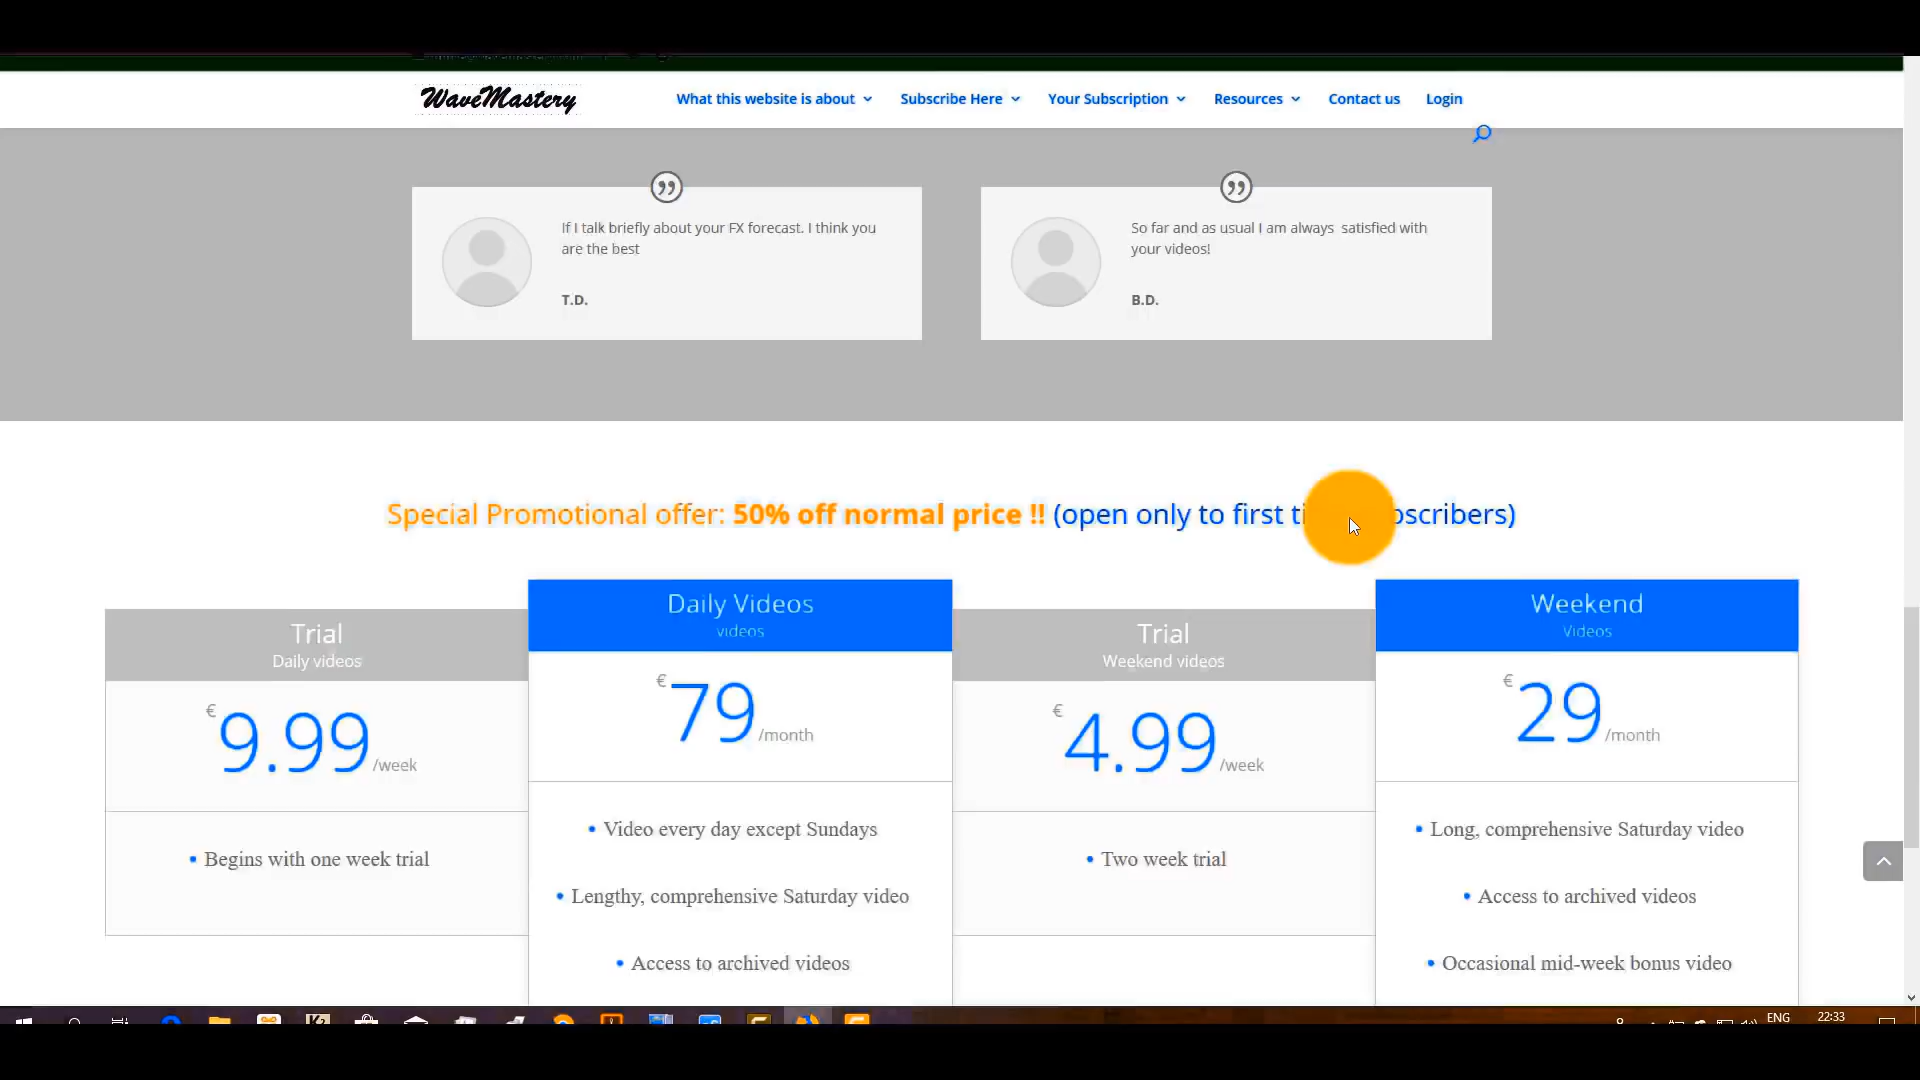 WaveMastery
What this website is about
Subscribe Here
Your Subscription
Resources
Contact us
Login
If I talk briefly about your FX forecast. I think you
are the best
T.D.
So far and as usual I am always satisfied with
your videos!
B.D.
Special Promotional offer: 50% off normal price !! (open only to first
Trial
Daily videos
€
9.99
/week
Begins with one week trial
Daily Videos
videos
€
79
/month
Video every day except Sundays
Lengthy, comprehensive Saturday video
Access to archived videos
Trial
Weekend videos
€
4.99
/week
Two week trial
Weekend
Videos
€
29
/month
Long, comprehensive Saturday video
Access to archived videos
Occasional mid-week bonus video
ENG
22:33